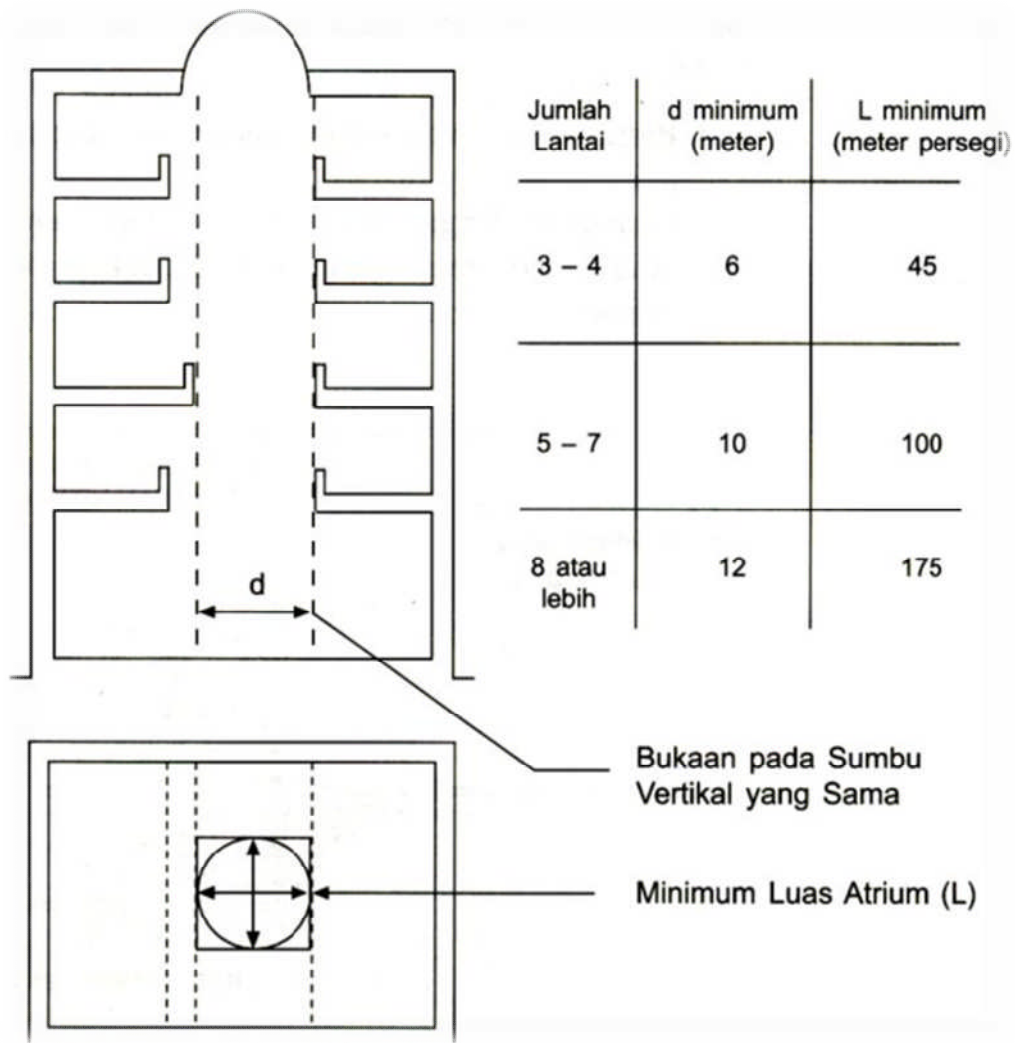 Jumlah Lantai
d minimum (meter)
L minimum (meter persegi)
3 – 4
6
45
5 – 7
10
100
8 atau lebih
12
175
d
Bukaan pada Sumbu
Vertikal yang Sama
Minimum Luas Atrium (L)